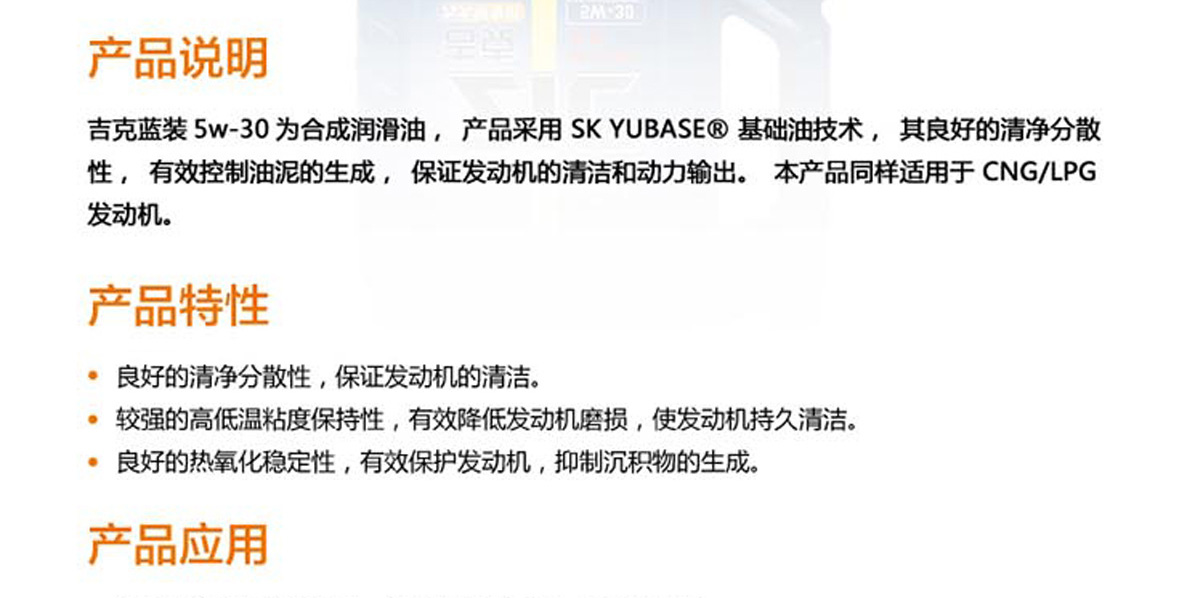 产品说明
吉克蓝装 5w-30 为合成润滑油， 产品采用 SK YUBASE® 基础油技术， 其良好的清净分散
性， 有效控制油泥的生成， 保证发动机的清洁和动力输出。 本产品同样适用于 CNG/LPG
发动机。
产品特性
• 良好的清净分散性，保证发动机的清洁。
• 较强的高低温粘度保持性，有效降低发动机磨损，使发动机持久清洁。
• 良好的热氧化稳定性，有效保护发动机，抑制沉积物的生成。
产品应用